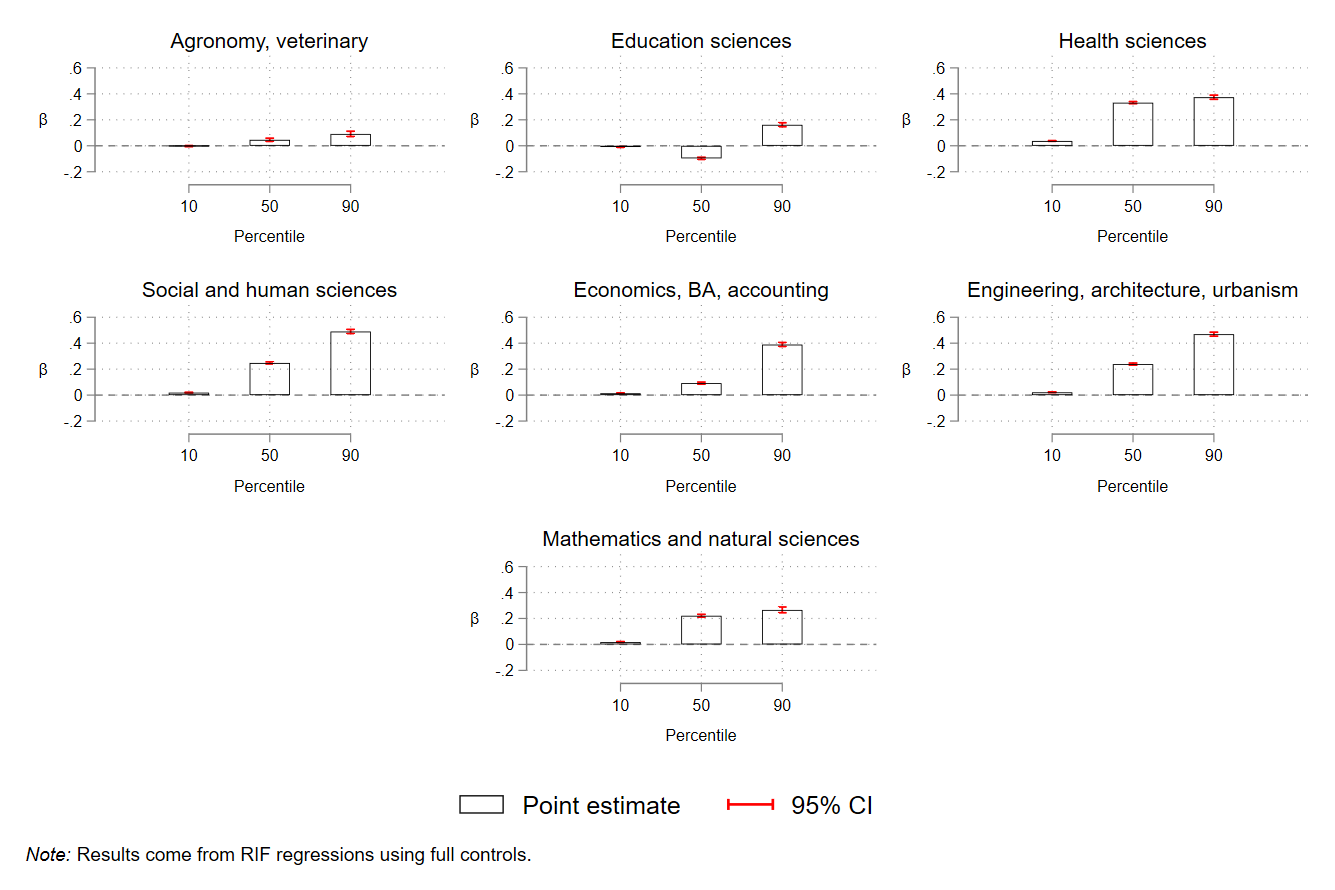 Agronomy, veterinary
.6
.4
.2
0
-.2
β
10 50 90
Percentile
Education sciences
.6
.4
.2
0
-.2
β
10 50 90
Percentile
Health sciences
.6
.4
.2
0
-.2
β
10 50 90
Percentile
Social and human sciences
.6
.4
.2
0
-.2
β
10 50 90
Percentile
Economics, BA, accounting
.6
.4
.2
0
-.2
β
10 50 90
Percentile
Engineering, architecture, urbanism
.6
.4
.2
0
-.2
β
10 50 90
Percentile
Mathematics and natural sciences
.6
.4
.2
0
-.2
β
10 50 90
Percentile
Point estimate 95% CI
Note: Results come from RIF regressions using full controls.